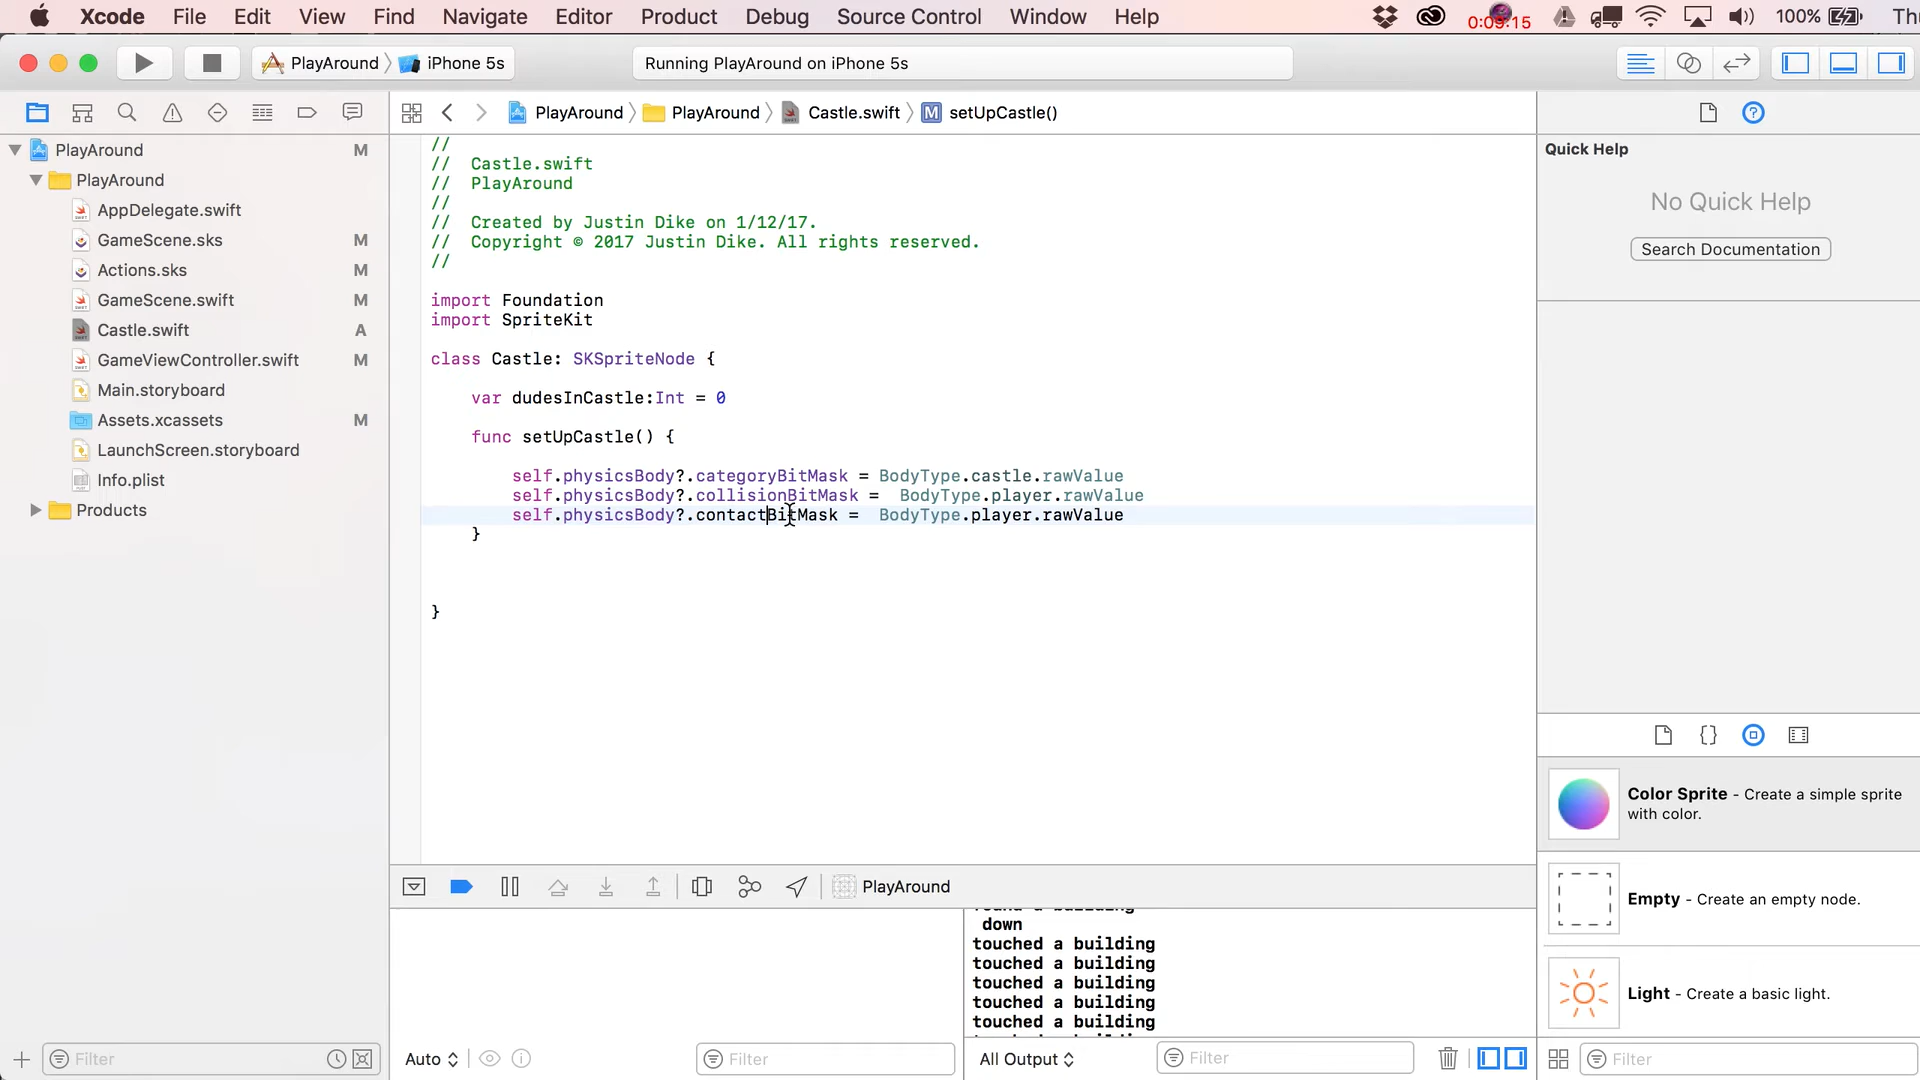 Xcode File Edit View Find Navigate Editor Product Debug Source Control Window Help 0:09:15 100%
PlayAround iPhone 5s Running PlayAround on iPhone 5s
PlayAround PlayAround Castle.swift M setUpCastle()
PlayAround M
PlayAround
AppDelegate.swift
GameScene.sks M
Actions.sks M
GameScene.swift M
Castle.swift A
GameViewController.swift M
Main.storyboard
Assets.xcassets M
LaunchScreen.storyboard
Info.plist
Products
Filter
//
// Castle.swift
// PlayAround
//
// Created by Justin Dike on 1/12/17.
// Copyright © 2017 Justin Dike. All rights reserved.
//
import Foundation
import SpriteKit
class Castle: SKSpriteNode {
var dudesInCastle:Int = 0
func setUpCastle() {
self.physicsBody?.categoryBitMask = BodyType.castle.rawValue
self.physicsBody?.collisionBitMask = BodyType.player.rawValue
self.physicsBody?.contactBitMask = BodyType.player.rawValue
}
}
PlayAround
Auto
Filter
down
touched a building
touched a building
touched a building
touched a building
touched a building
All Output
Filter
Quick Help
No Quick Help
Search Documentation
Color Sprite - Create a simple sprite
with color.
Empty - Create an empty node.
Light - Create a basic light.
Filter